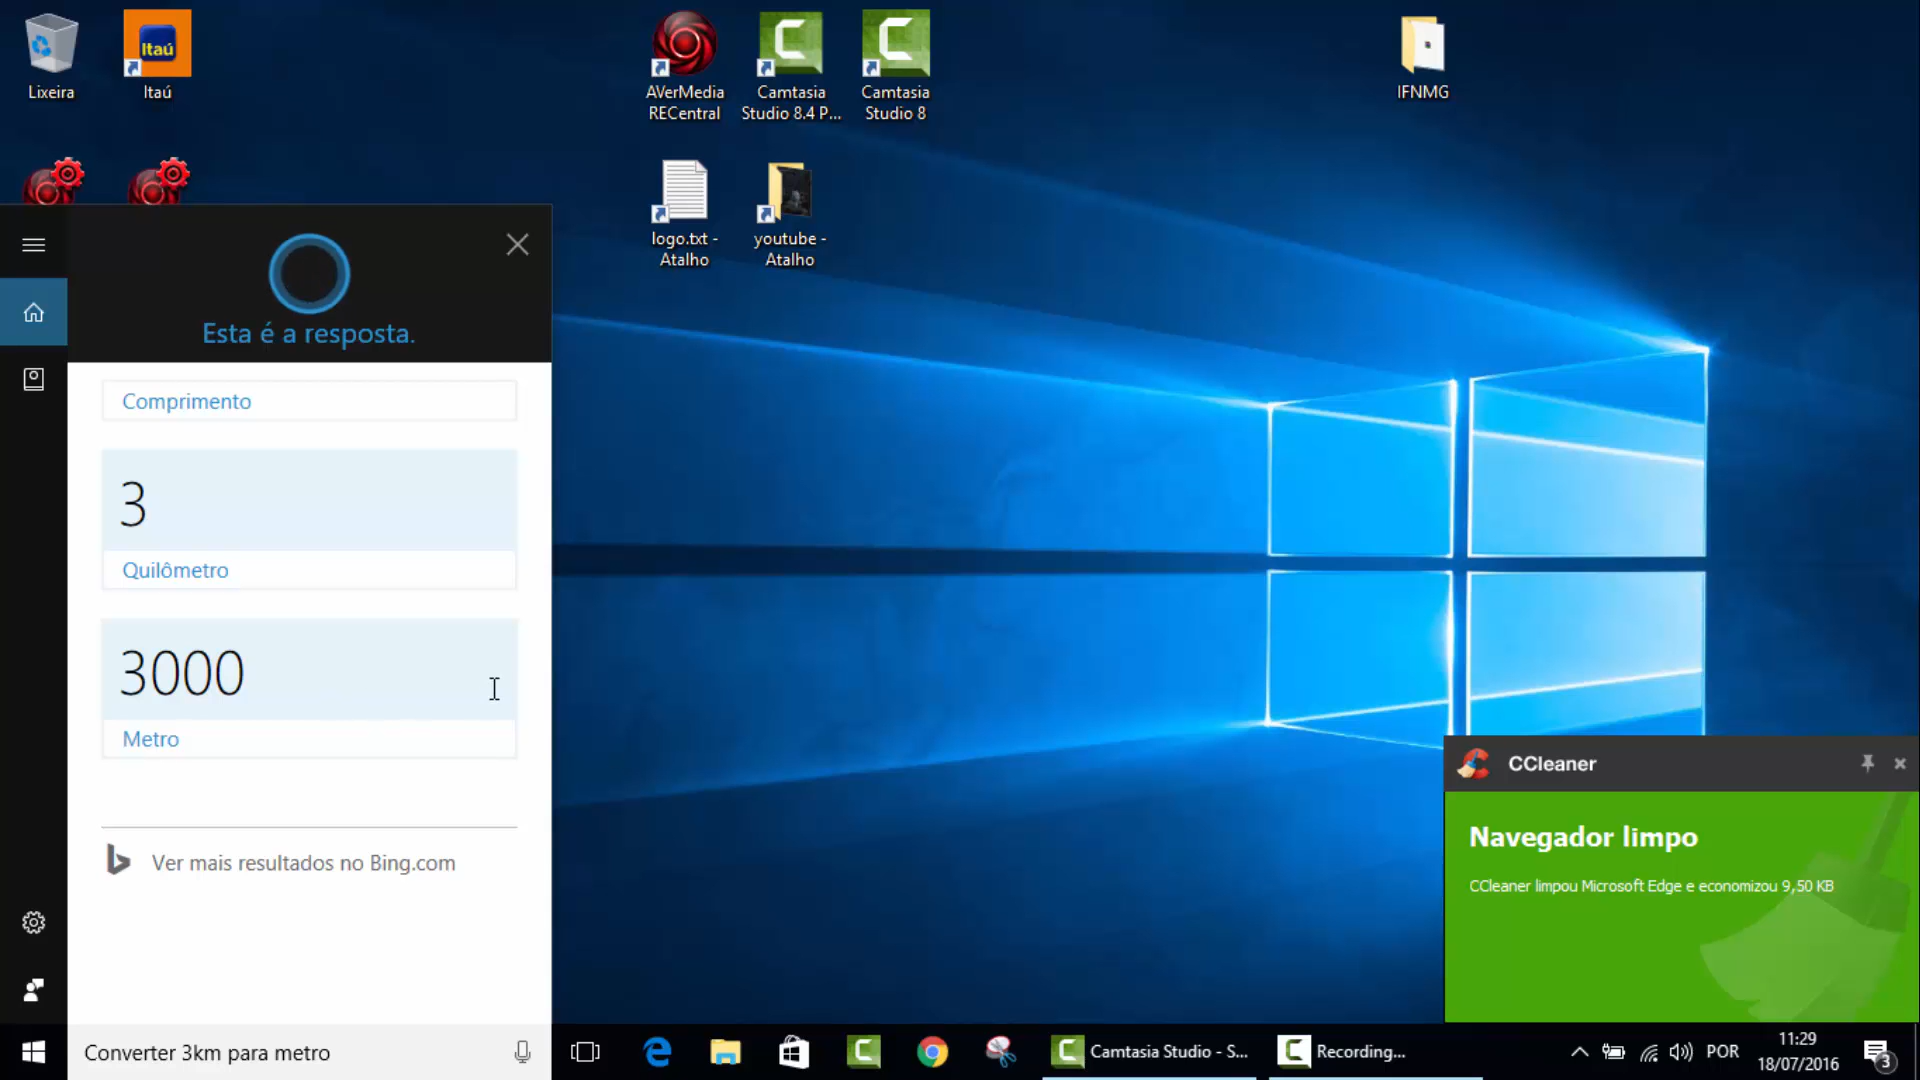 Lixeira
Itaú
Itaú
AVerMedia
RECentral
Camtasia
Studio 8.4 P...
Camtasia
Studio 8
IFNMG
logo.txt -
Atalho
youtube -
Atalho
Esta é a resposta.
Comprimento
3
Quilômetro
3000
Metro
Ver mais resultados no Bing.com
CCleaner
Navegador limpo
CCleaner limpou Microsoft Edge e economizou 9,50 KB
Converter 3km para metro
Camtasia Studio - S...
Recording...
POR
11:29
18/07/2016
3